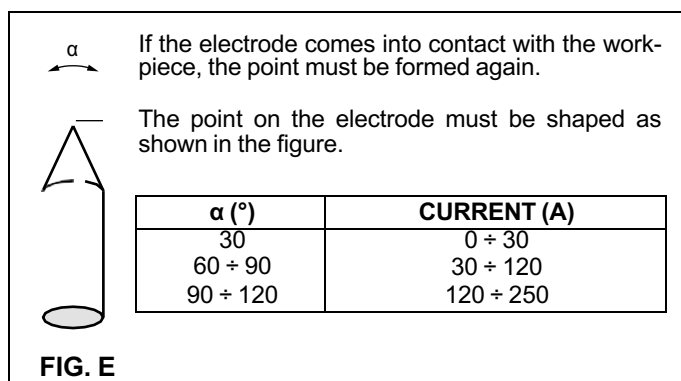 α
If the electrode comes into contact with the work-
piece, the point must be formed again.
The point on the electrode must be shaped as
shown in the figure.
α (°) CURRENT (A)
30 0 ÷ 30
60 ÷ 90 30 ÷ 120
90 ÷ 120 120 ÷ 250
FIG. E